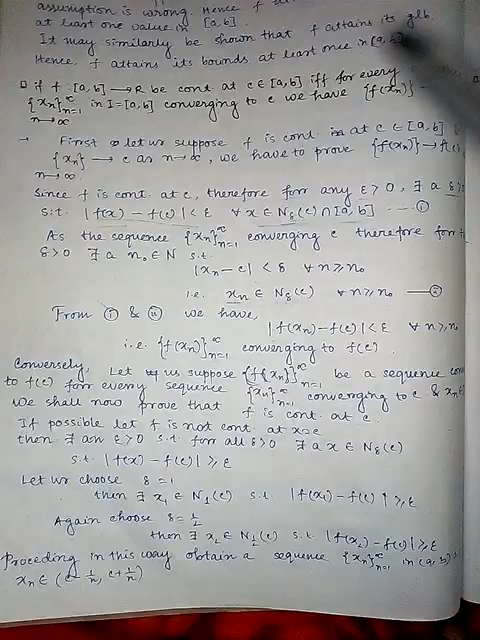 assumption is wrong. Hence f
at least one value in [a, b].
It may similarly be shown that f attains its glb.
Hence, f attains its bounds at least once in [a, b]
□ if f: [a, b] → R be cont. at c ∈ [a, b] iff for every
{xn}∞n=1 in I = [a, b] converging to c we have {f(xn)} →
n→∞
→ First let us suppose f is cont. at c ∈ [a, b]
{xn} → c as n→∞, we have to prove {f(xn)} → f(c)
n→∞.
Since f is cont. at c, therefore for any ε>0, ∃ a δ>
s.t. |f(x) - f(c)| < ε ∀ x ∈ Nδ(c) ∩ [a, b] ---- ⓘ
As the sequence {xn}∞n=1 converging c therefore for
δ>0 ∃ a n₀ ∈ N s.t.
|xn - c| < δ ∀ n ≥ n₀
i.e. xn ∈ Nδ(c) ∀ n ≥ n₀ — ⓘⓘ
From ⓘ & ⓘⓘ we have,
|f(xn) - f(c)| < ε ∀ n ≥ n₀
i.e. {f(xn)}∞n=1 converging to f(c)
Conversely, Let us suppose {f(xn)}∞n=1 be a sequence
to f(c) for every sequence {xn}∞n=1 converging to c & xn ∈
We shall now prove that f is cont. at c.
If possible let f is not cont. at x=c
then ∃ an ε>0 s.t for all δ>0 ∃ a x ∈ Nδ(c)
s.t. |f(x) - f(c)| ≥ ε
Let us choose δ = 1
then ∃ x₁ ∈ N₁(c) s.t. |f(x₁) - f(c)| ≥ ε
Again choose δ = ½
then ∃ x₂ ∈ N½(c) s.t. |f(x₂) - f(c)| ≥ ε
Proceding in this way obtain a sequence {xn}∞n=1 in (a, b)
xn ∈ (c - 1/n, c + 1/n)